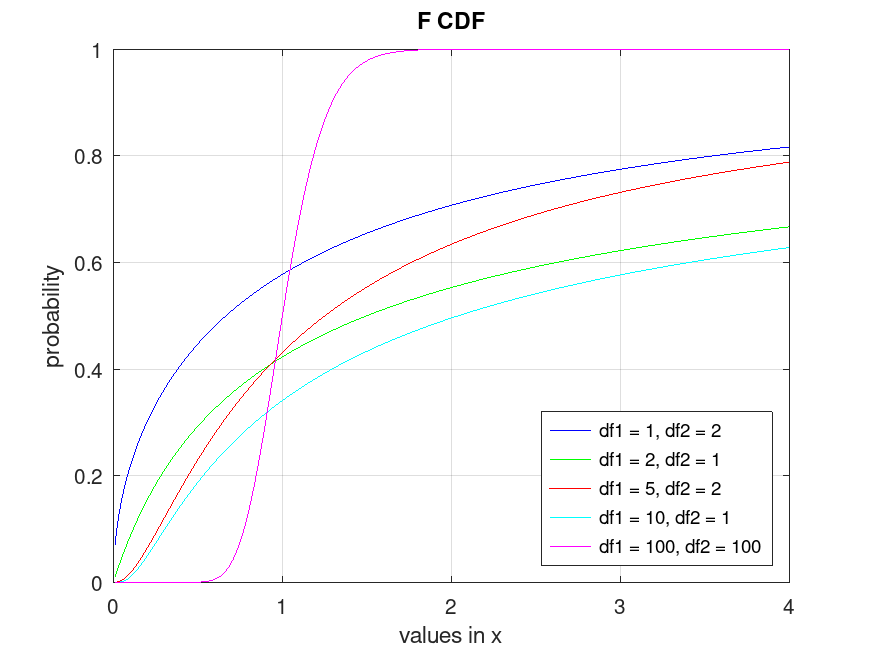 F CDF
1
0.8
0.6
0.4
0.2
0
probability
0 1 2 3 4
values in x
df1 = 1, df2 = 2
df1 = 2, df2 = 1
df1 = 5, df2 = 2
df1 = 10, df2 = 1
df1 = 100, df2 = 100